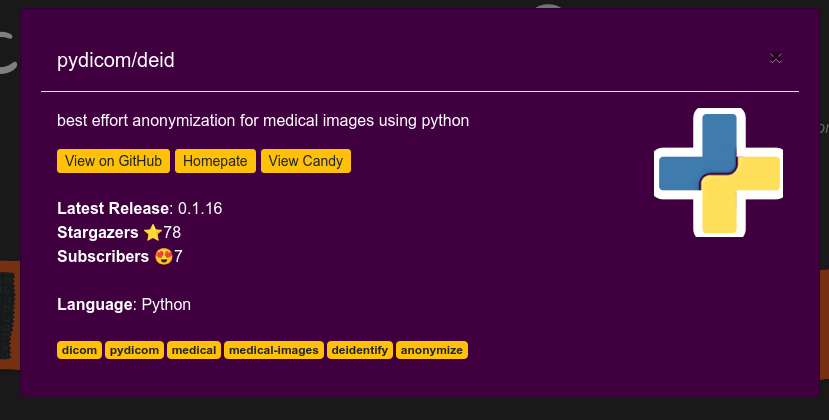 pydicom/deid
best effort anonymization for medical images using python
View on GitHub Homepate View Candy
Latest Release: 0.1.16
Stargazers ⭐78
Subscribers 😍7
Language: Python
dicom pydicom medical medical-images deidentify anonymize